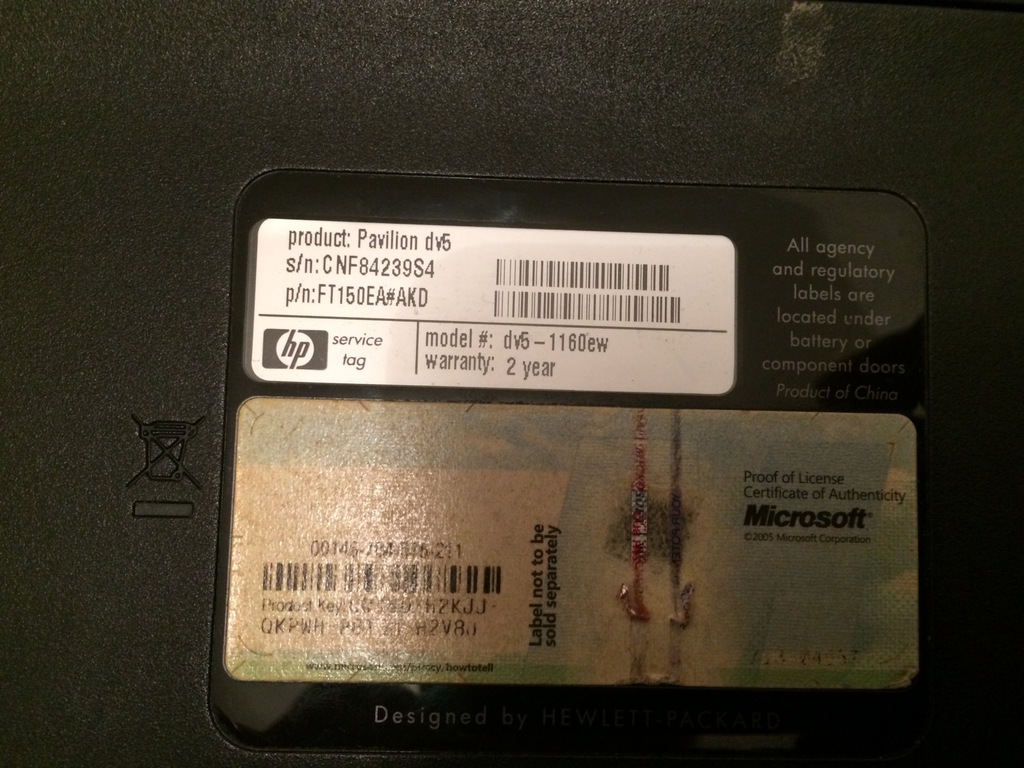 product: Pavilion dv5
s/n:CNF84239S4
p/n:FT150EA#AKD
hp
service
tag
model #: dv5-1160ew
warranty: 2 year
All agency
and regulatory
labels are
located under
battery or
component doors
Product of China
Proof of License
Certificate of Authenticity
Microsoft®
©2005 Microsoft Corporation
Label not to be
sold separately
Product Key:
Designed by HEWLETT-PACKARD